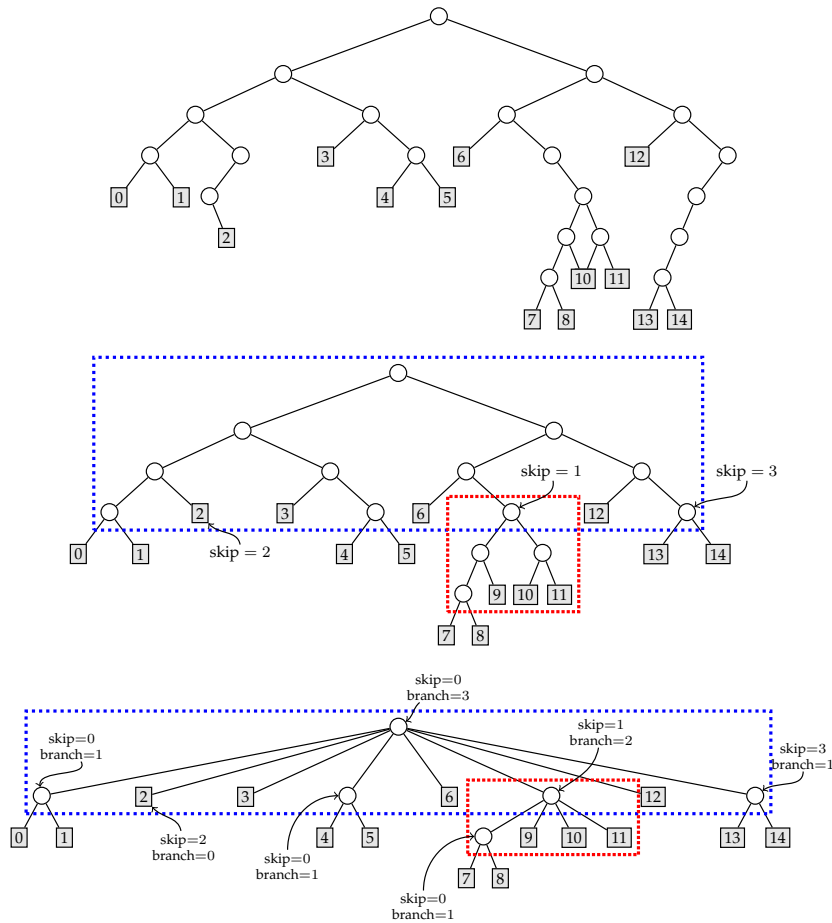 3
6
12
0
1
4
5
2
10
11
7
8
13
14
skip = 1
skip = 3
2
3
6
12
0
1
skip = 2
4
5
13
14
9
10
11
7
8
skip=0
branch=3
skip=0
branch=1
skip=1
branch=2
skip=3
branch=1
2
3
6
12
0
1
skip=2
branch=0
4
5
9
10
11
13
14
skip=0
branch=1
7
8
skip=0
branch=1